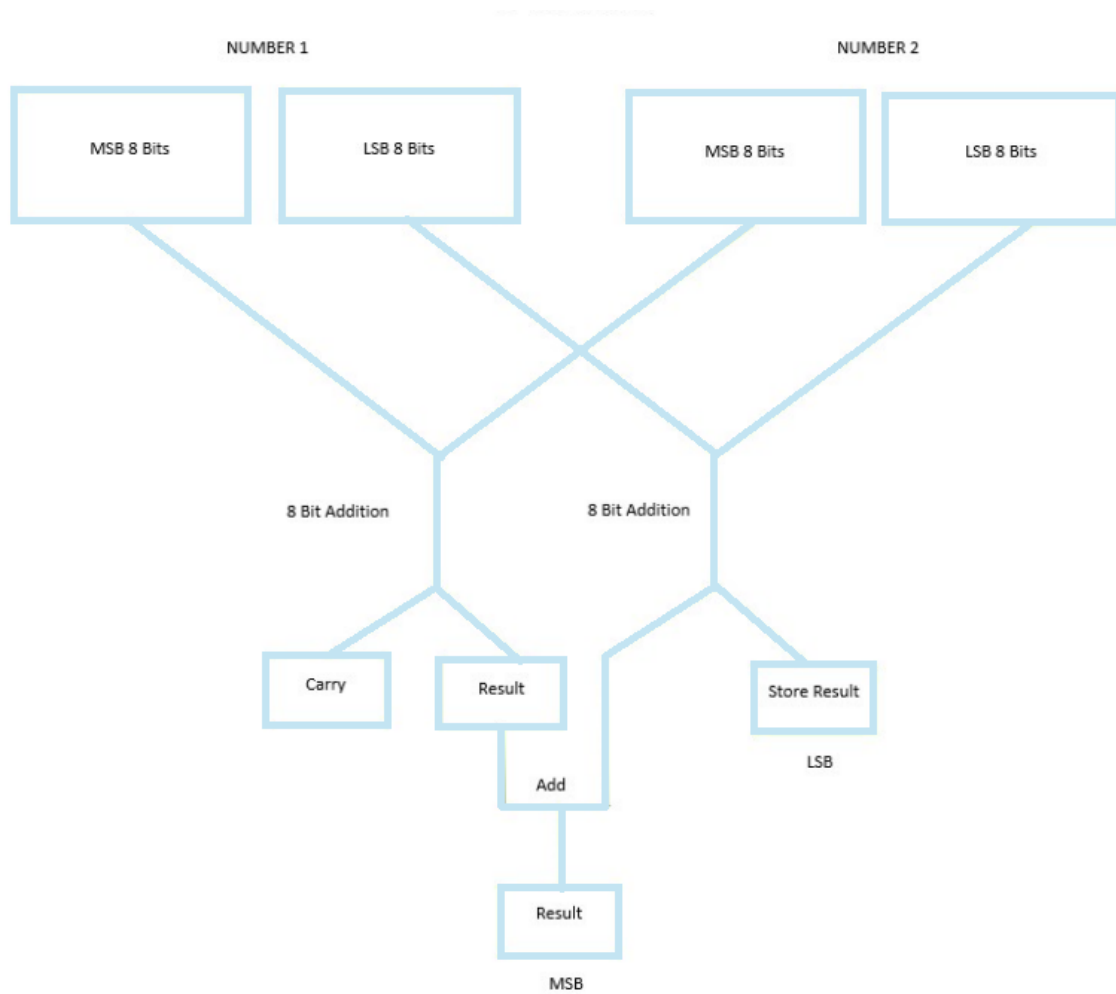 NUMBER 1
NUMBER 2
MSB 8 Bits
LSB 8 Bits
MSB 8 Bits
LSB 8 Bits
8 Bit Addition
8 Bit Addition
Carry
Result
Store Result
LSB
Add
Result
MSB